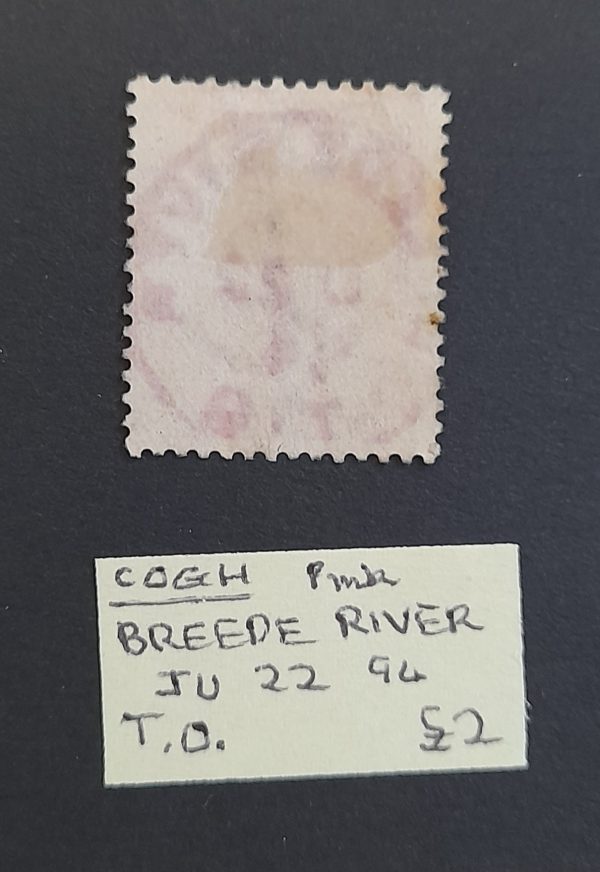 COGH Pmk
BREEDE RIVER
JU 22 94
T.O. £2